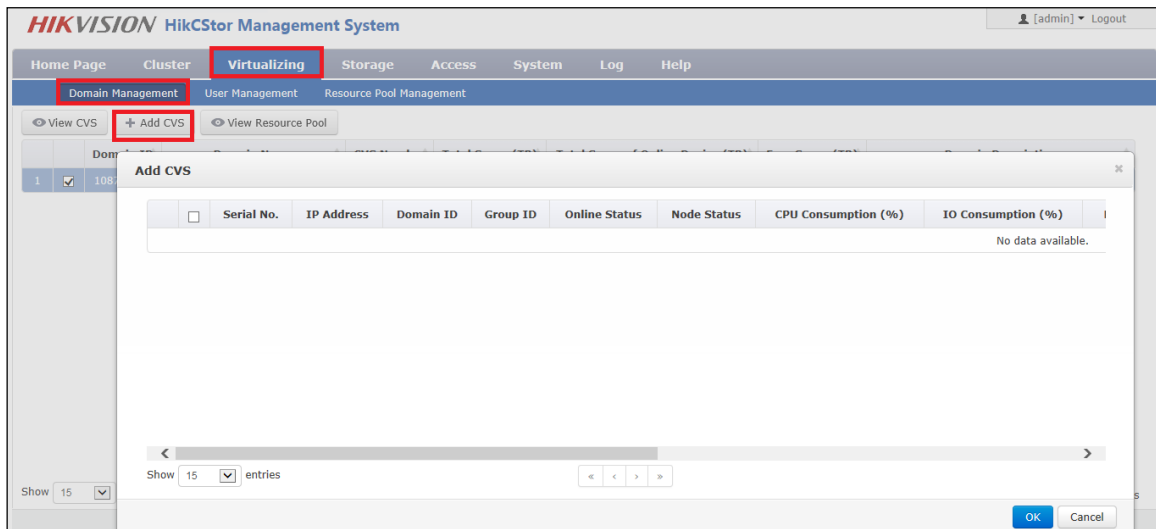 HIKVISION HikCStor Management System
[admin] Logout
Home Page Cluster Virtualizing Storage Access System Log Help
Domain Management User Management Resource Pool Management
View CVS + Add CVS View Resource Pool
Add CVS
1 1087
Serial No. IP Address Domain ID Group ID Online Status Node Status CPU Consumption (%) IO Consumption (%)
No data available.
Show 15 entries « ‹ › »
Show 15
OK Cancel